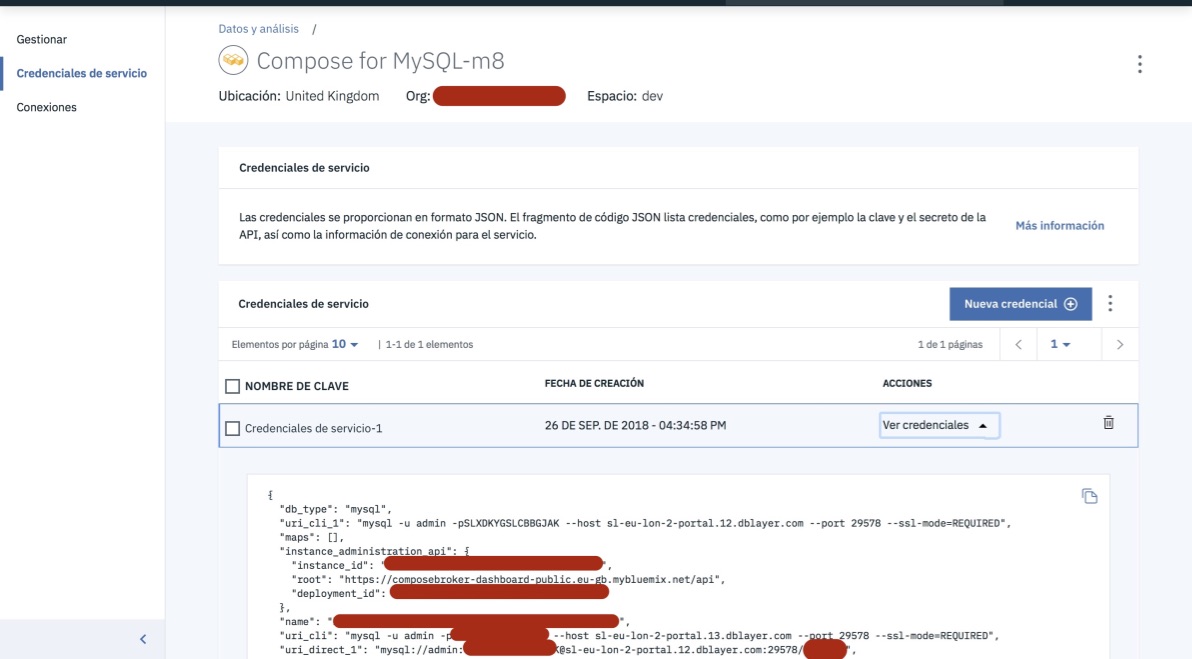 Gestionar
Credenciales de servicio
Conexiones
Datos y análisis /
Compose for MySQL-m8
Ubicación: United Kingdom Org: Espacio: dev
Credenciales de servicio
Las credenciales se proporcionan en formato JSON. El fragmento de código JSON lista credenciales, como por ejemplo la clave y el secreto de la
API, así como la información de conexión para el servicio.
Más información
Credenciales de servicio
Nueva credencial
Elementos por página 10 | 1-1 de 1 elementos 1 de 1 páginas 1
NOMBRE DE CLAVE FECHA DE CREACIÓN ACCIONES
Credenciales de servicio-1 26 DE SEP. DE 2018 - 04:34:58 PM Ver credenciales
{
"db_type": "mysql",
"uri_cli_1": "mysql -u admin -pSLXDKYGSLCBBGJAK --host sl-eu-lon-2-portal.12.dblayer.com --port 29578 --ssl-mode=REQUIRED",
"maps": [],
"instance_administration_api": {
"instance_id": "",
"root": "https://composebroker-dashboard-public.eu-gb.mybluemix.net/api",
"deployment_id":
},
"name": "",
"uri_cli": "mysql -u admin -p --host sl-eu-lon-2-portal.13.dblayer.com --port 29578 --ssl-mode=REQUIRED",
"uri_direct_1": "mysql://admin:K@sl-eu-lon-2-portal.12.dblayer.com:29578/",